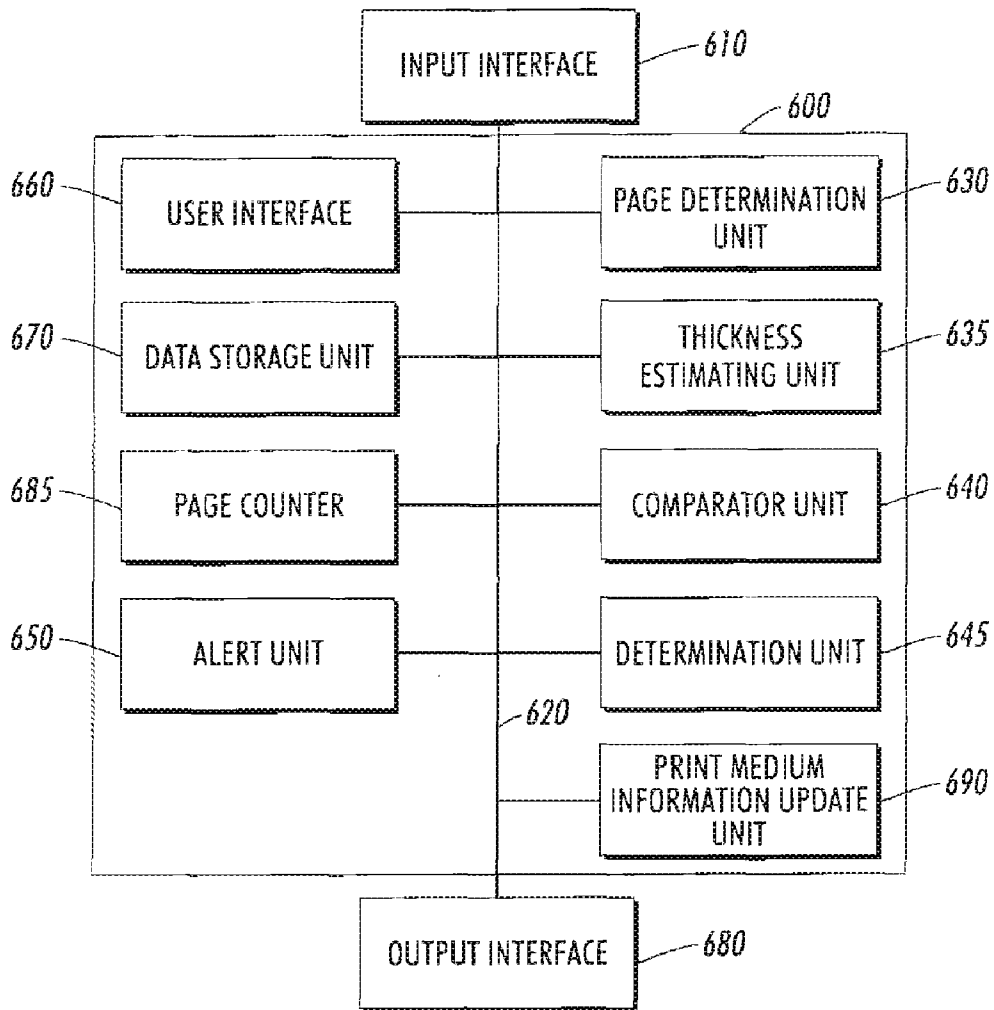 INPUT INTERFACE
610
600
660
USER INTERFACE
PAGE DETERMINATION
UNIT
630
670
DATA STORAGE UNIT
THICKNESS
ESTIMATING UNIT
635
685
PAGE COUNTER
COMPARATOR UNIT
640
650
ALERT UNIT
DETERMINATION UNIT
645
620
PRINT MEDIUM
INFORMATION UPDATE
UNIT
690
OUTPUT INTERFACE
680